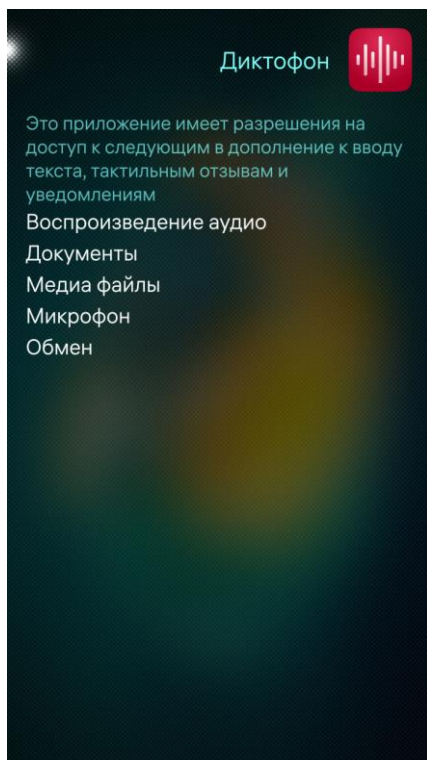 Диктофон
Это приложение имеет разрешения на
доступ к следующим в дополнение к вводу
текста, тактильным отзывам и
уведомлениям
Воспроизведение аудио
Документы
Медиа файлы
Микрофон
Обмен